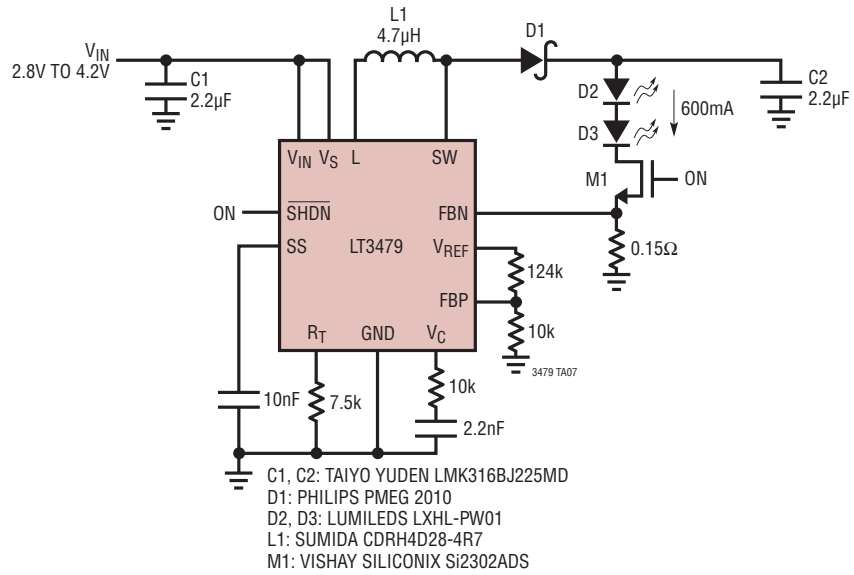 L1
4.7µH
D1
VIN
2.8V TO 4.2V
C1
2.2µF
D2
D3
600mA
C2
2.2µF
VIN VS L SW
M1
ON
ON
SHDN
FBN
SS
LT3479
VREF
0.15Ω
124k
FBP
RT GND VC
10k
3479 TA07
10nF
7.5k
10k
2.2nF
C1, C2: TAIYO YUDEN LMK316BJ225MD
D1: PHILIPS PMEG 2010
D2, D3: LUMILEDS LXHL-PW01
L1: SUMIDA CDRH4D28-4R7
M1: VISHAY SILICONIX Si2302ADS